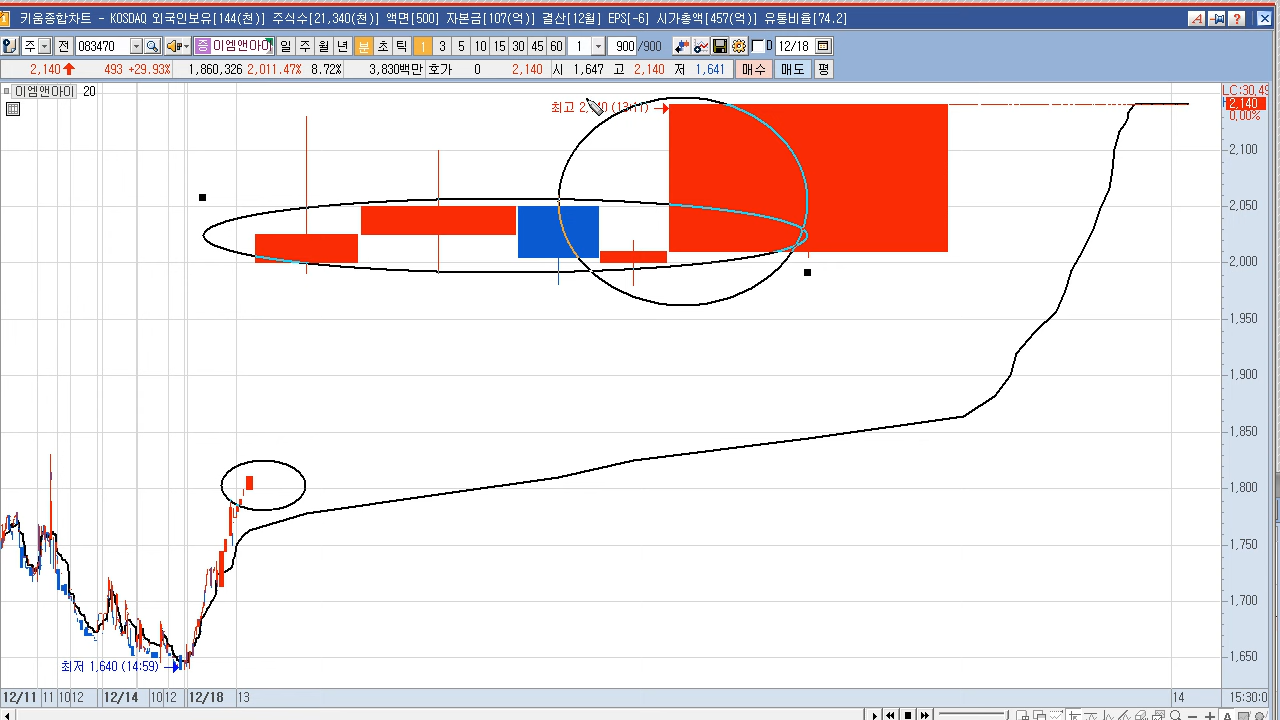 키움종합차트 - KOSDAQ 외국인보유[144(천)] 주식수[21,340(천)] 액면[500] 자본금[107(억)] 결산[12월] EPS[-6] 시가총액[457(억)] 유통비율[74.2]
주 전 083470 증 이엠앤아이 일 주 월 년 분 초 틱 1 3 5 10 15 30 45 60 1 900 /900 D 12/18
2,140 493 +29.93% 1,860,326 2,011.47% 8.72% 3,830백만 호가 0 2,140 시 1,647 고 2,140 저 1,641 매수 매도 평
이엠앤아이 20
LC:30,49
최고 2,140 (13:11)
2,140
0,00%
2,100
2,050
2,000
1,950
1,900
1,850
1,800
1,750
1,700
1,650
최저 1,640 (14:59)
12/11 11 10 12 12/14 10 12 12/18 13 14 15:30:0